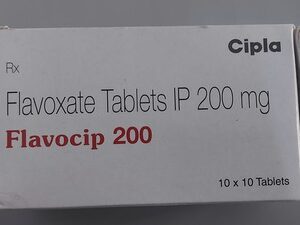 Cipla
Rx
Flavoxate Tablets IP 200 mg
Flavocip 200
10 x 10 Tablets